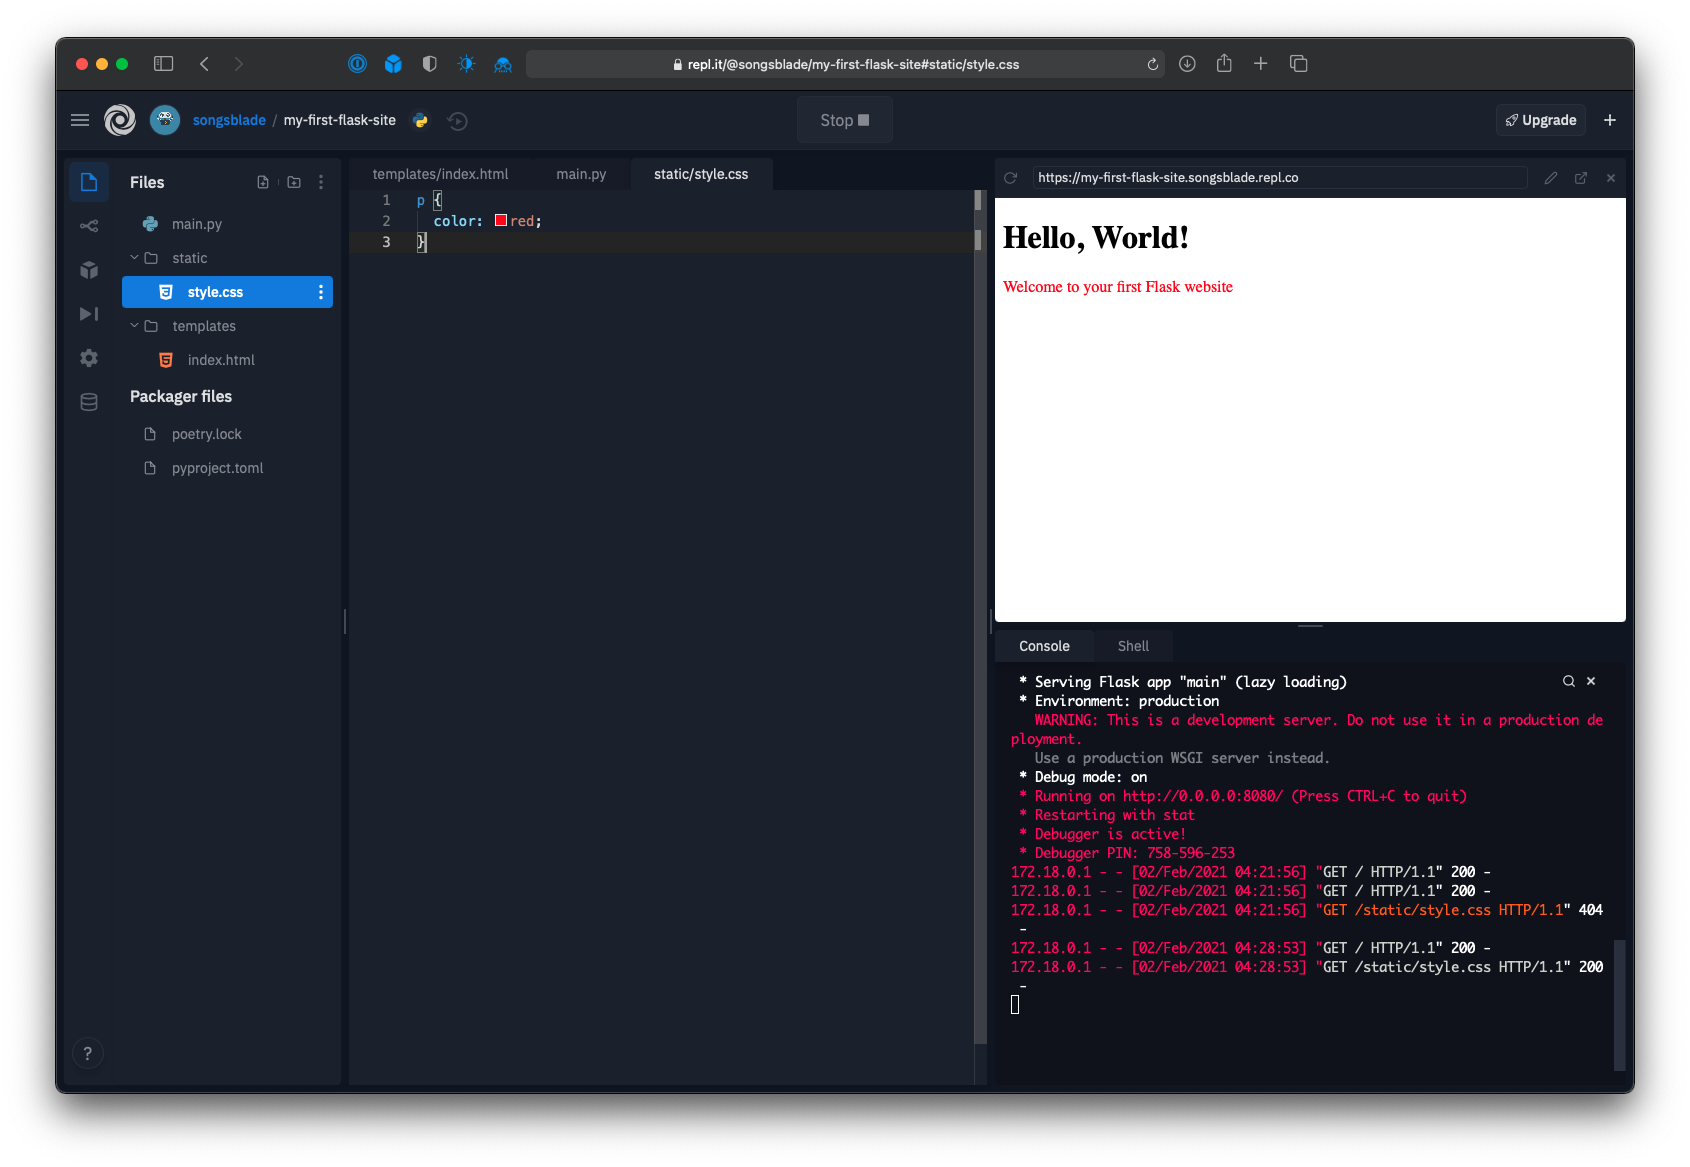 repl.it/@songsblade/my-first-flask-site#static/style.css
songsblade / my-first-flask-site
Stop
Upgrade
Files
main.py
static
style.css
templates
index.html
Packager files
poetry.lock
pyproject.toml
?
templates/index.html main.py static/style.css
1 p {
2 color: red;
3 }
https://my-first-flask-site.songsblade.repl.co
Hello, World!
Welcome to your first Flask website
Console Shell
* Serving Flask app "main" (lazy loading)
* Environment: production
WARNING: This is a development server. Do not use it in a production de
ployment.
Use a production WSGI server instead.
* Debug mode: on
* Running on http://0.0.0.0:8080/ (Press CTRL+C to quit)
* Restarting with stat
* Debugger is active!
* Debugger PIN: 758-596-253
172.18.0.1 - - [02/Feb/2021 04:21:56] "GET / HTTP/1.1" 200 -
172.18.0.1 - - [02/Feb/2021 04:21:56] "GET / HTTP/1.1" 200 -
172.18.0.1 - - [02/Feb/2021 04:21:56] "GET /static/style.css HTTP/1.1" 404
-
172.18.0.1 - - [02/Feb/2021 04:28:53] "GET / HTTP/1.1" 200 -
172.18.0.1 - - [02/Feb/2021 04:28:53] "GET /static/style.css HTTP/1.1" 200
-